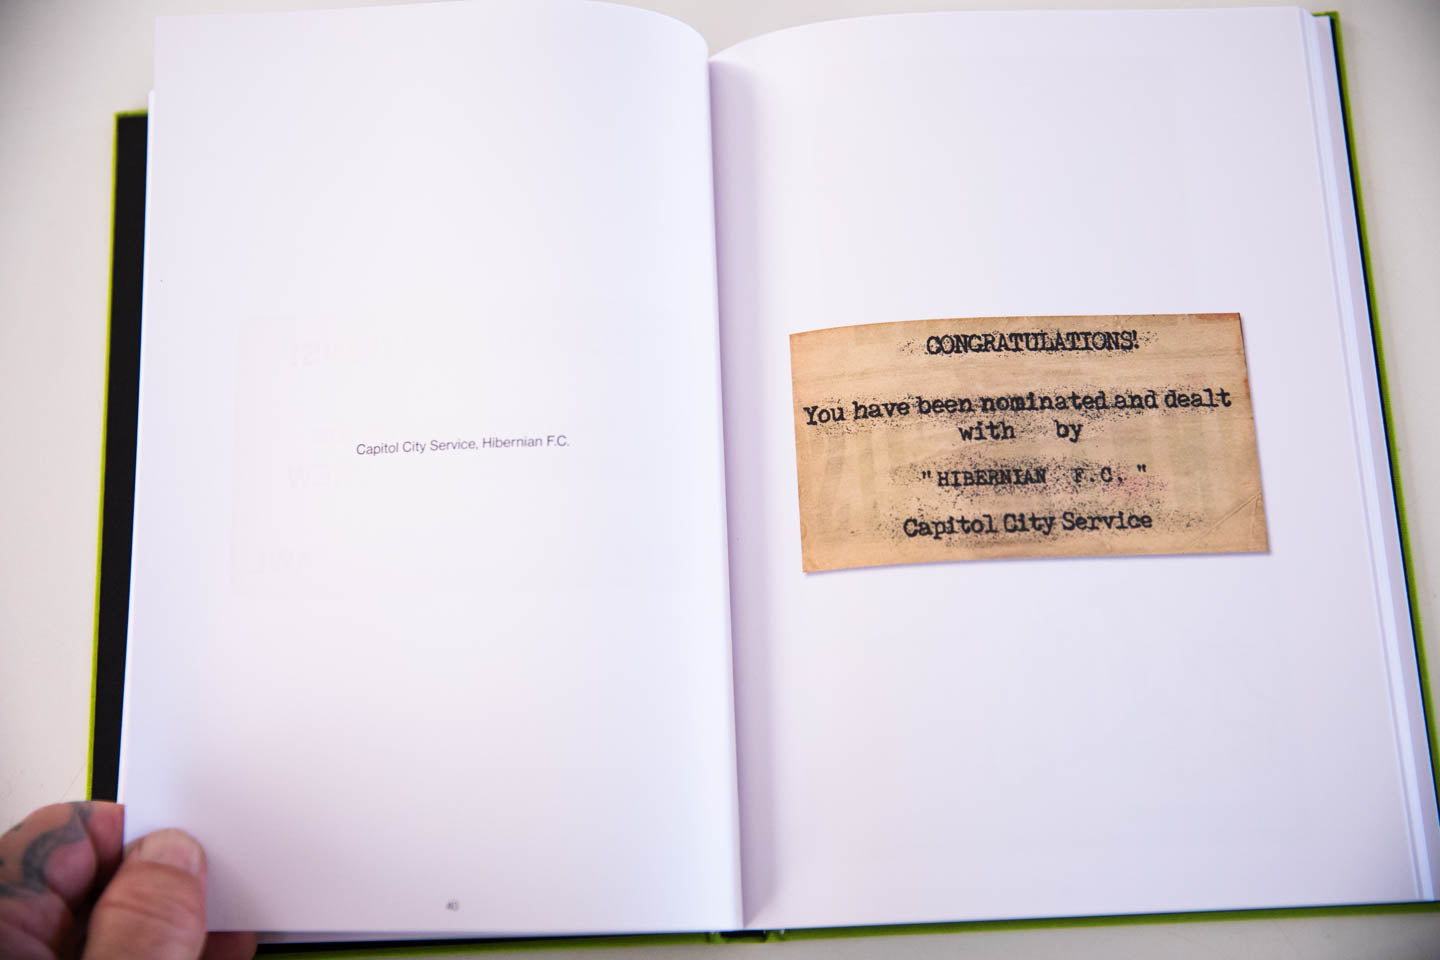 Capitol City Service, Hibernian F.C.
CONGRATULATIONS!
You have been nominated and dealt
with by
"HIBERNIAN F.C."
Capitol City Service